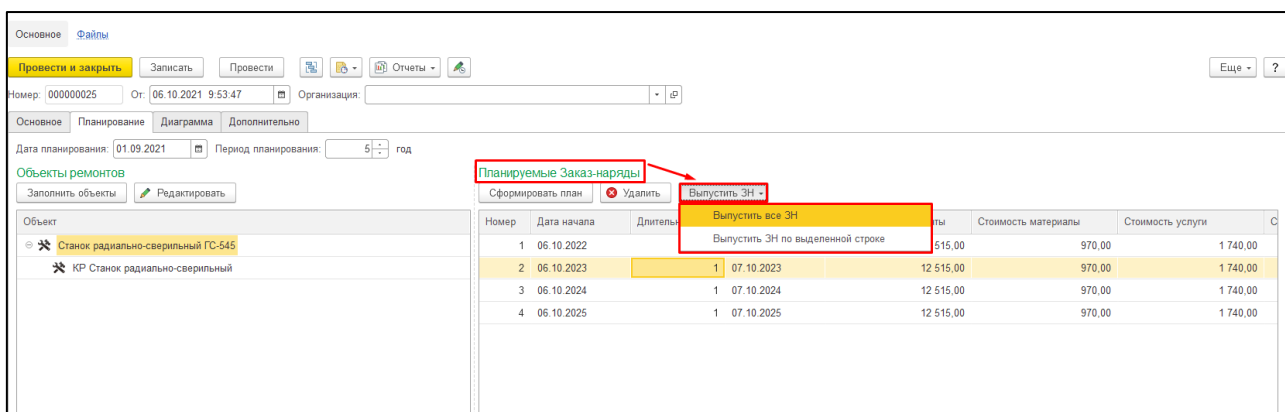 Основное Файлы
Провести и закрыть Записать Провести Отчеты Еще ?
Номер: 000000025 От: 06.10.2021 9:53:47 Организация:
Основное Планирование Диаграмма Дополнительно
Дата планирования: 01.09.2021 Период планирования: 5 год
Объекты ремонтов Планируемые Заказ-наряды
Заполнить объекты Редактировать Сформировать план Удалить Выпустить ЗН
Объект Номер Дата начала Выпустить все ЗН Стоимость материалы Стоимость услуги
Станок радиально-сверильный ГС-545 1 06.10.2022 Выпустить ЗН по выделенной строке 515,00 970,00 1 740,00
КР Станок радиально-сверильный 2 06.10.2023 1 07.10.2023 12 515,00 970,00 1 740,00
3 06.10.2024 1 07.10.2024 12 515,00 970,00 1 740,00
4 06.10.2025 1 07.10.2025 12 515,00 970,00 1 740,00